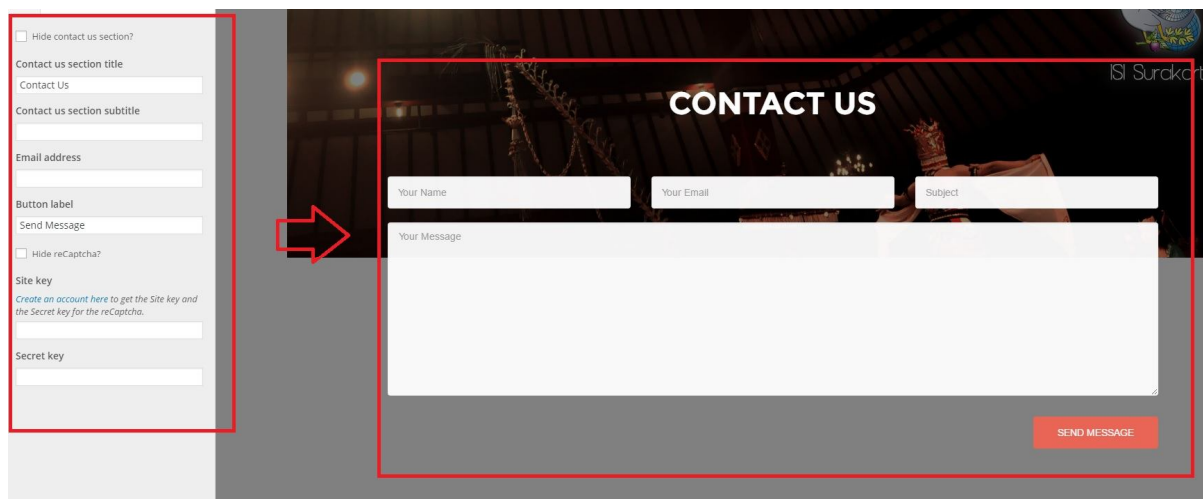 Hide contact us section?
Contact us section title
Contact Us
Contact us section subtitle
Email address
Button label
Send Message
Hide reCaptcha?
Site key
Create an account here to get the Site key and
the Secret key for the reCaptcha.
Secret key
ISI Surakart
CONTACT US
Your Name
Your Email
Subject
Your Message
SEND MESSAGE